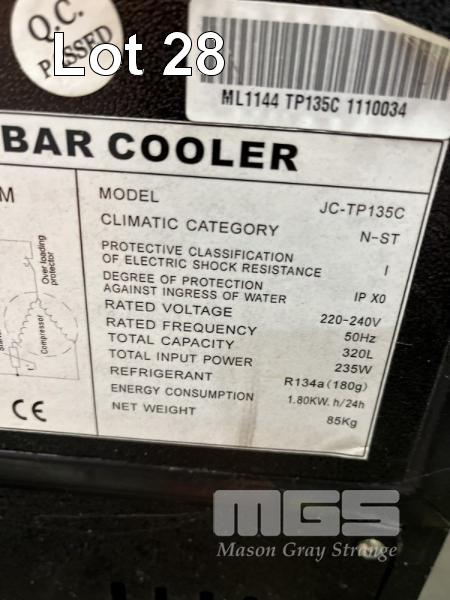 Q.C.
PASSED
Lot 28
ML1144 TP135C 1110034
BAR COOLER
M
MODEL JC-TP135C
CLIMATIC CATEGORY N-ST
PROTECTIVE CLASSIFICATION
OF ELECTRIC SHOCK RESISTANCE I
DEGREE OF PROTECTION
AGAINST INGRESS OF WATER IP X0
RATED VOLTAGE 220-240V
RATED FREQUENCY 50Hz
TOTAL CAPACITY 320L
TOTAL INPUT POWER 235W
REFRIGERANT R134a(180g)
ENERGY CONSUMPTION 1.80KW.h/24h
NET WEIGHT 85Kg
Over loading
protector
Compressor
CE
MGS
Mason Gray Strange